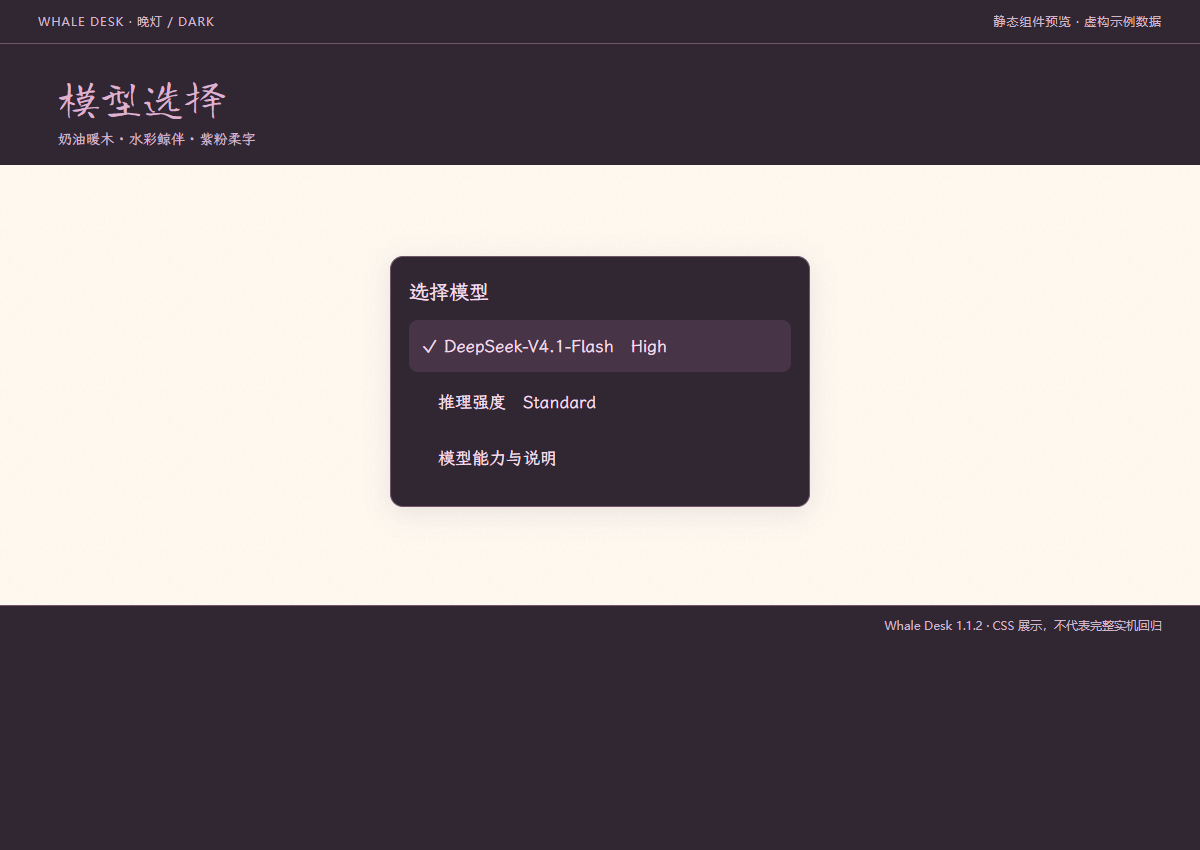 WHALE DESK · 晚灯 / DARK
静态组件预览 · 虚构示例数据
模型选择
奶油暖木 · 水彩鲸伴 · 紫粉柔字
选择模型
✓ DeepSeek-V4.1-Flash High
推理强度 Standard
模型能力与说明
Whale Desk 1.1.2 · CSS 展示，不代表完整实机回归